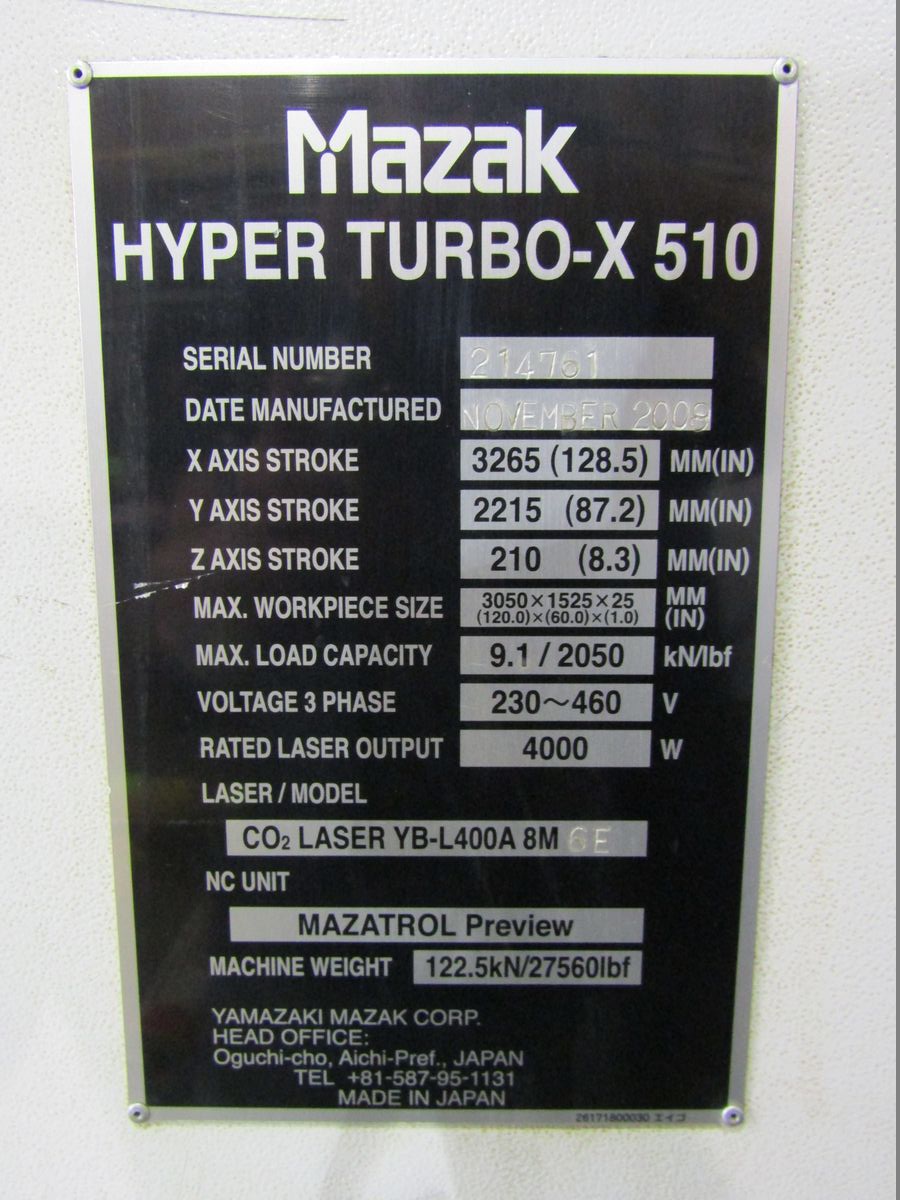 Mazak
HYPER TURBO-X 510
SERIAL NUMBER 214761
DATE MANUFACTURED NOVEMBER 2008
X AXIS STROKE 3265 (128.5) MM(IN)
Y AXIS STROKE 2215 (87.2) MM(IN)
Z AXIS STROKE 210 (8.3) MM(IN)
MAX. WORKPIECE SIZE 3050×1525×25 MM
(120.0)×(60.0)×(1.0) (IN)
MAX. LOAD CAPACITY 9.1 / 2050 kN/lbf
VOLTAGE 3 PHASE 230～460 V
RATED LASER OUTPUT 4000 W
LASER / MODEL
CO₂ LASER YB-L400A 8M 6E
NC UNIT
MAZATROL Preview
MACHINE WEIGHT 122.5kN/27560lbf
YAMAZAKI MAZAK CORP.
HEAD OFFICE:
Oguchi-cho, Aichi-Pref., JAPAN
TEL +81-587-95-1131
MADE IN JAPAN
26171800030 エイゴ